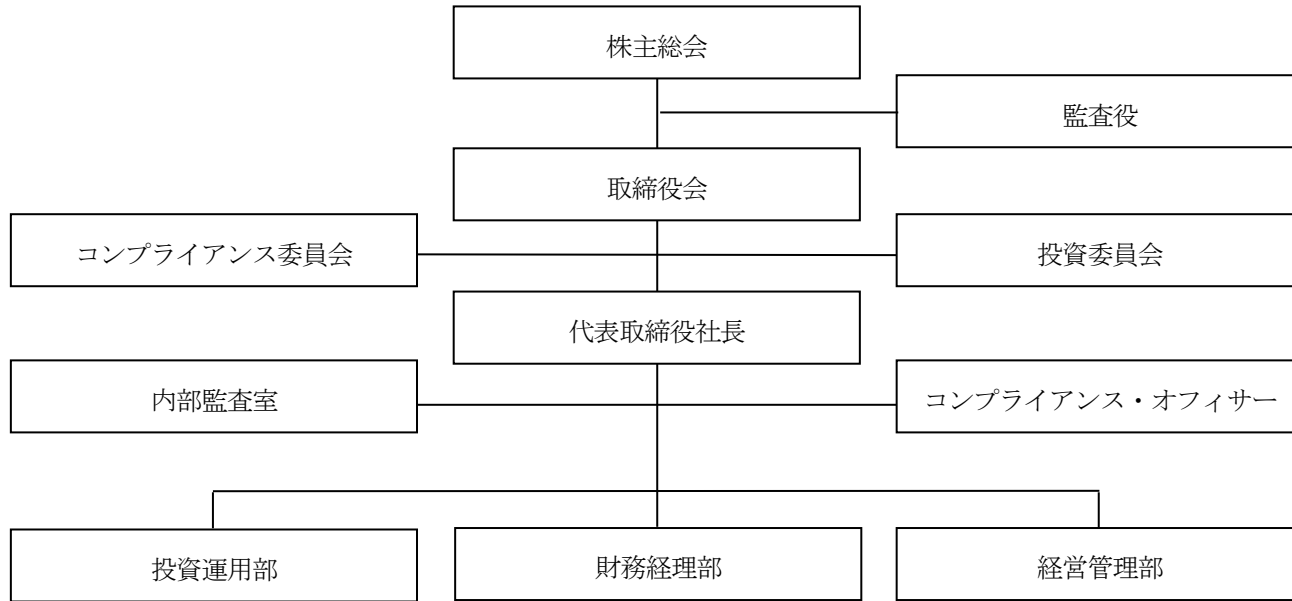 株主総会
監査役
取締役会
コンプライアンス委員会
投資委員会
代表取締役社長
内部監査室
コンプライアンス・オフィサー
投資運用部
財務経理部
経営管理部